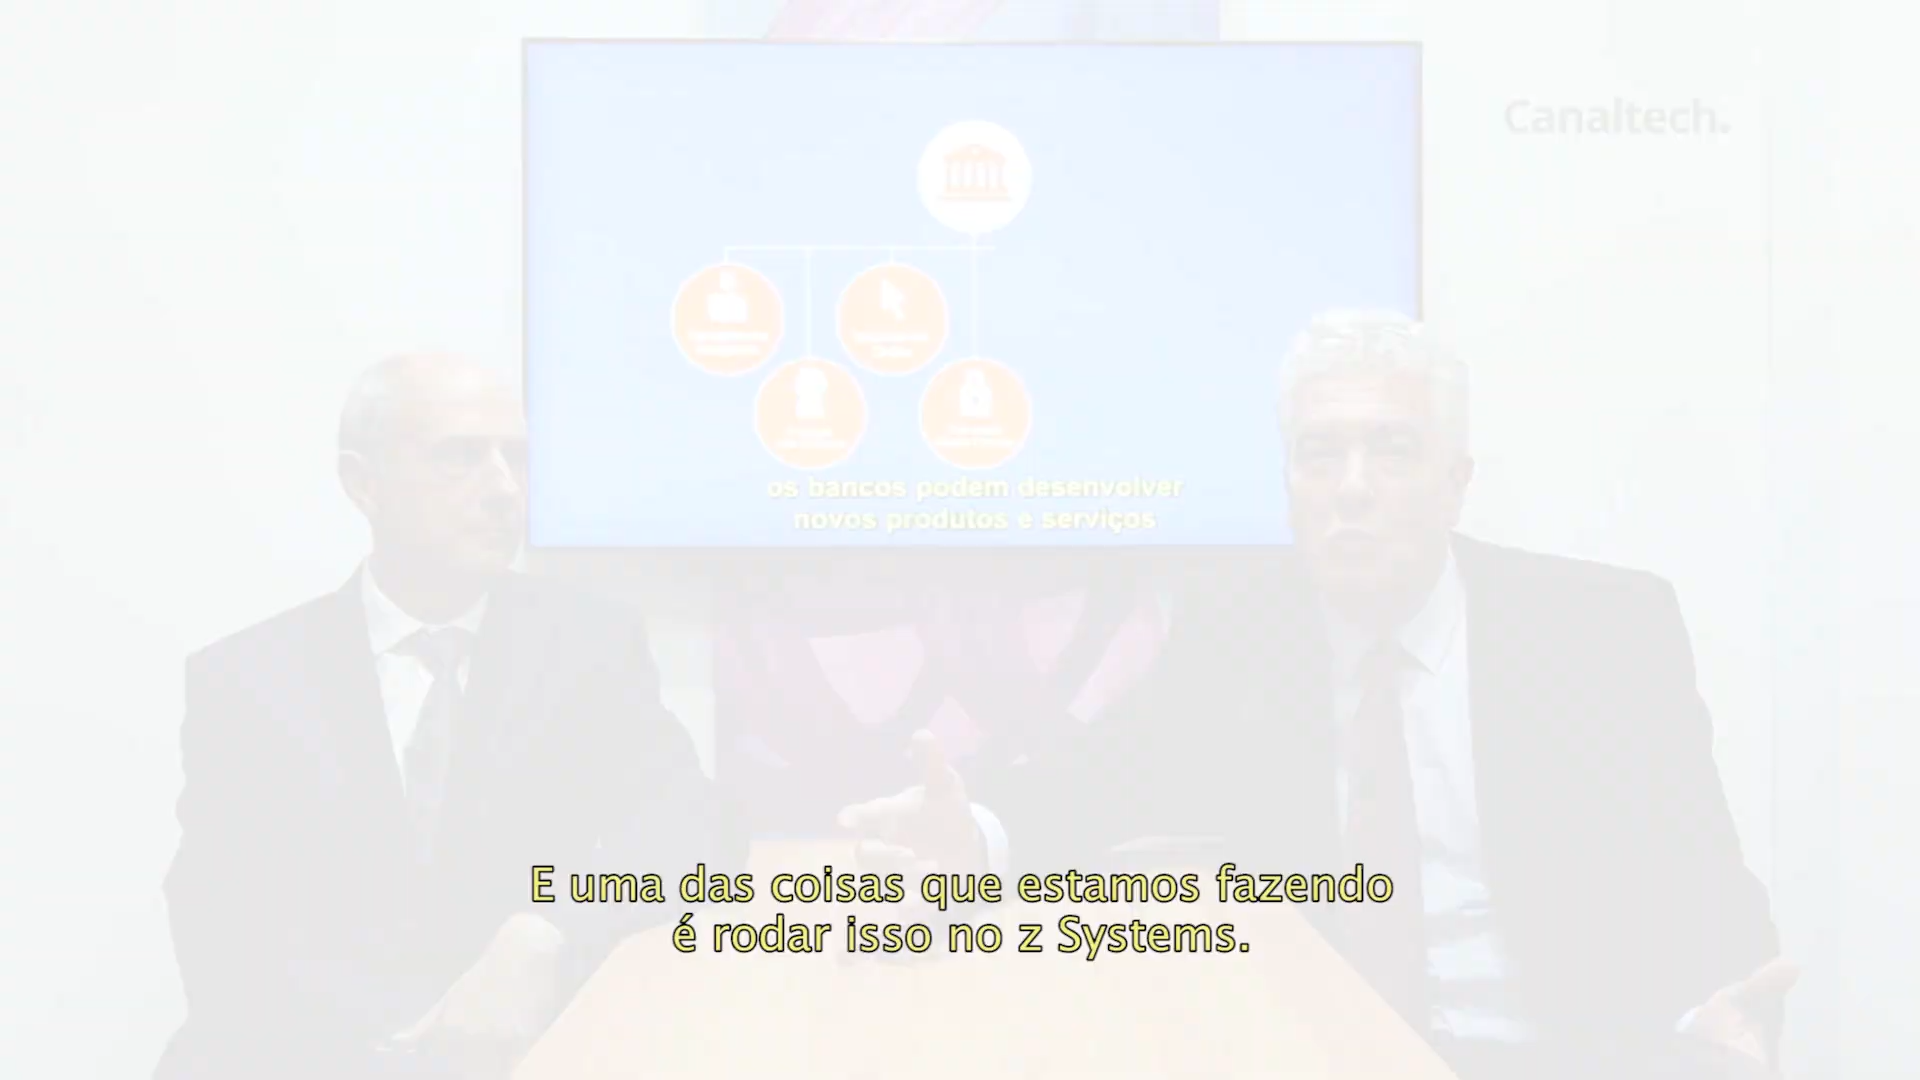 Canaltech.
os bancos podem desenvolver
novos produtos e serviços
E uma das coisas que estamos fazendo
é rodar isso no z Systems.